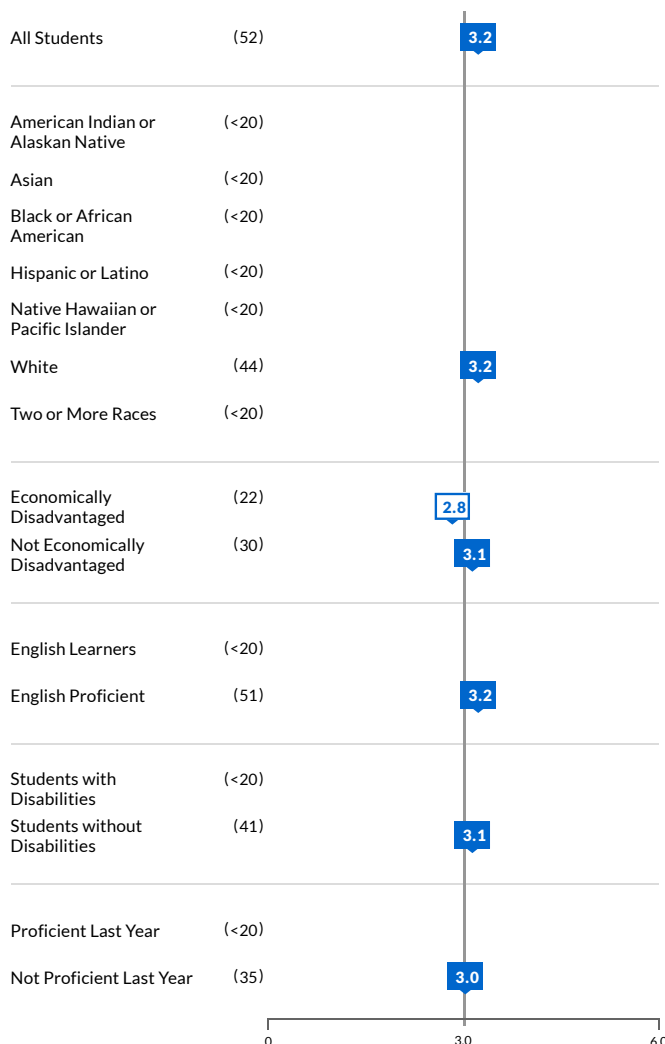 All Students (52) 3.2
American Indian or
Alaskan Native (<20)
Asian (<20)
Black or African
American (<20)
Hispanic or Latino (<20)
Native Hawaiian or
Pacific Islander (<20)
White (44) 3.2
Two or More Races (<20)
Economically
Disadvantaged (22) 2.8
Not Economically
Disadvantaged (30) 3.1
English Learners (<20)
English Proficient (51) 3.2
Students with
Disabilities (<20)
Students without
Disabilities (41) 3.1
Proficient Last Year (<20)
Not Proficient Last Year (35) 3.0
0 3.0 6.0